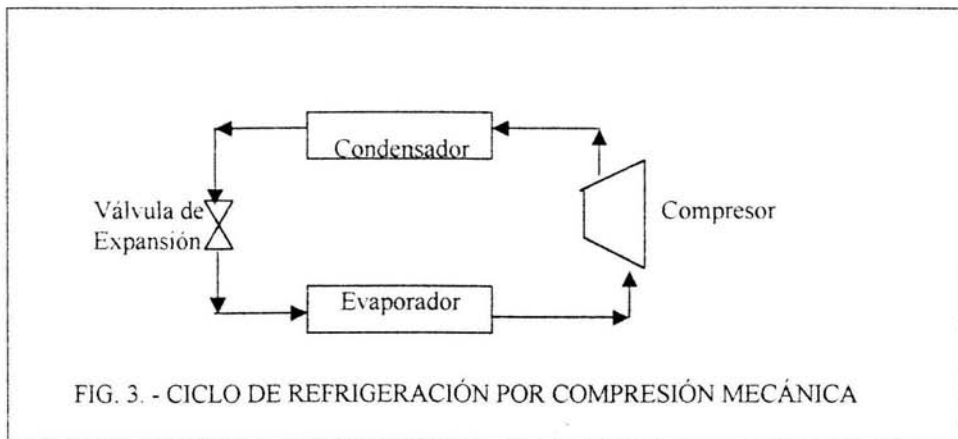 Condensador
Válvula de
Expansión
Compresor
Evaporador
FIG. 3. - CICLO DE REFRIGERACIÓN POR COMPRESIÓN MECÁNICA